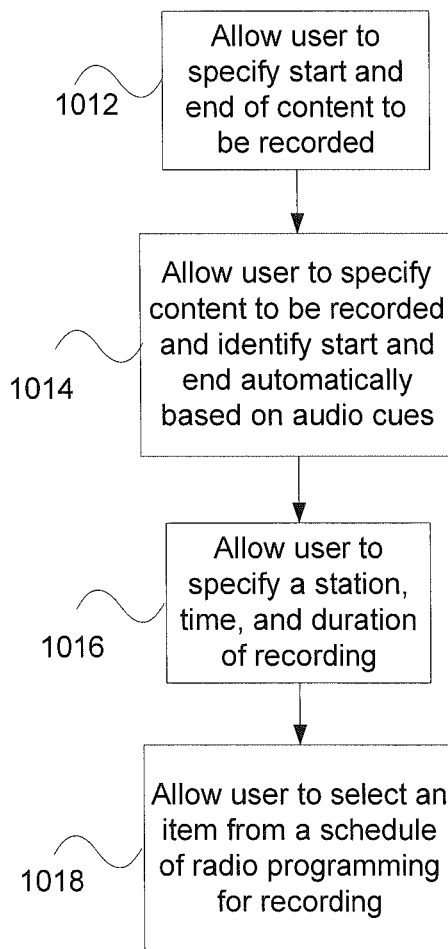 Allow user to
specify start and
end of content to
be recorded
1012
Allow user to specify
content to be recorded
and identify start and
end automatically
based on audio cues
1014
Allow user to
specify a station,
time, and duration
of recording
1016
Allow user to select an
item from a schedule
of radio programming
for recording
1018